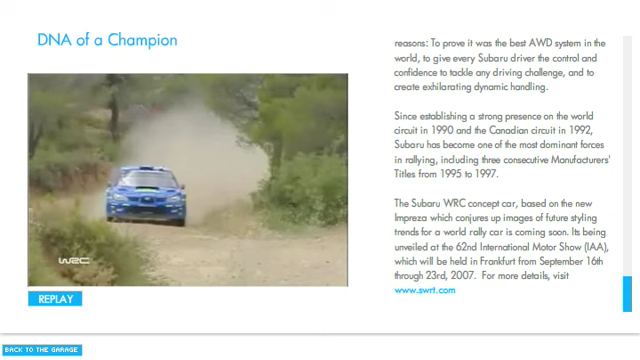 DNA of a Champion
reasons: To prove it was the best AWD system in the
world, to give every Subaru driver the control and
confidence to tackle any driving challenge, and to
create exhilarating dynamic handling.
Since establishing a strong presence on the world
circuit in 1990 and the Canadian circuit in 1992,
Subaru has become one of the most dominant forces
in rallying, including three consecutive Manufacturers'
Titles from 1995 to 1997.
The Subaru WRC concept car, based on the new
Impreza which conjures up images of future styling
trends for a world rally car is coming soon. Its being
unveiled at the 62nd International Motor Show (IAA),
which will be held in Frankfurt from September 16th
through 23rd, 2007. For more details, visit
www.swrt.com
WRC
REPLAY
BACK TO THE GARAGE